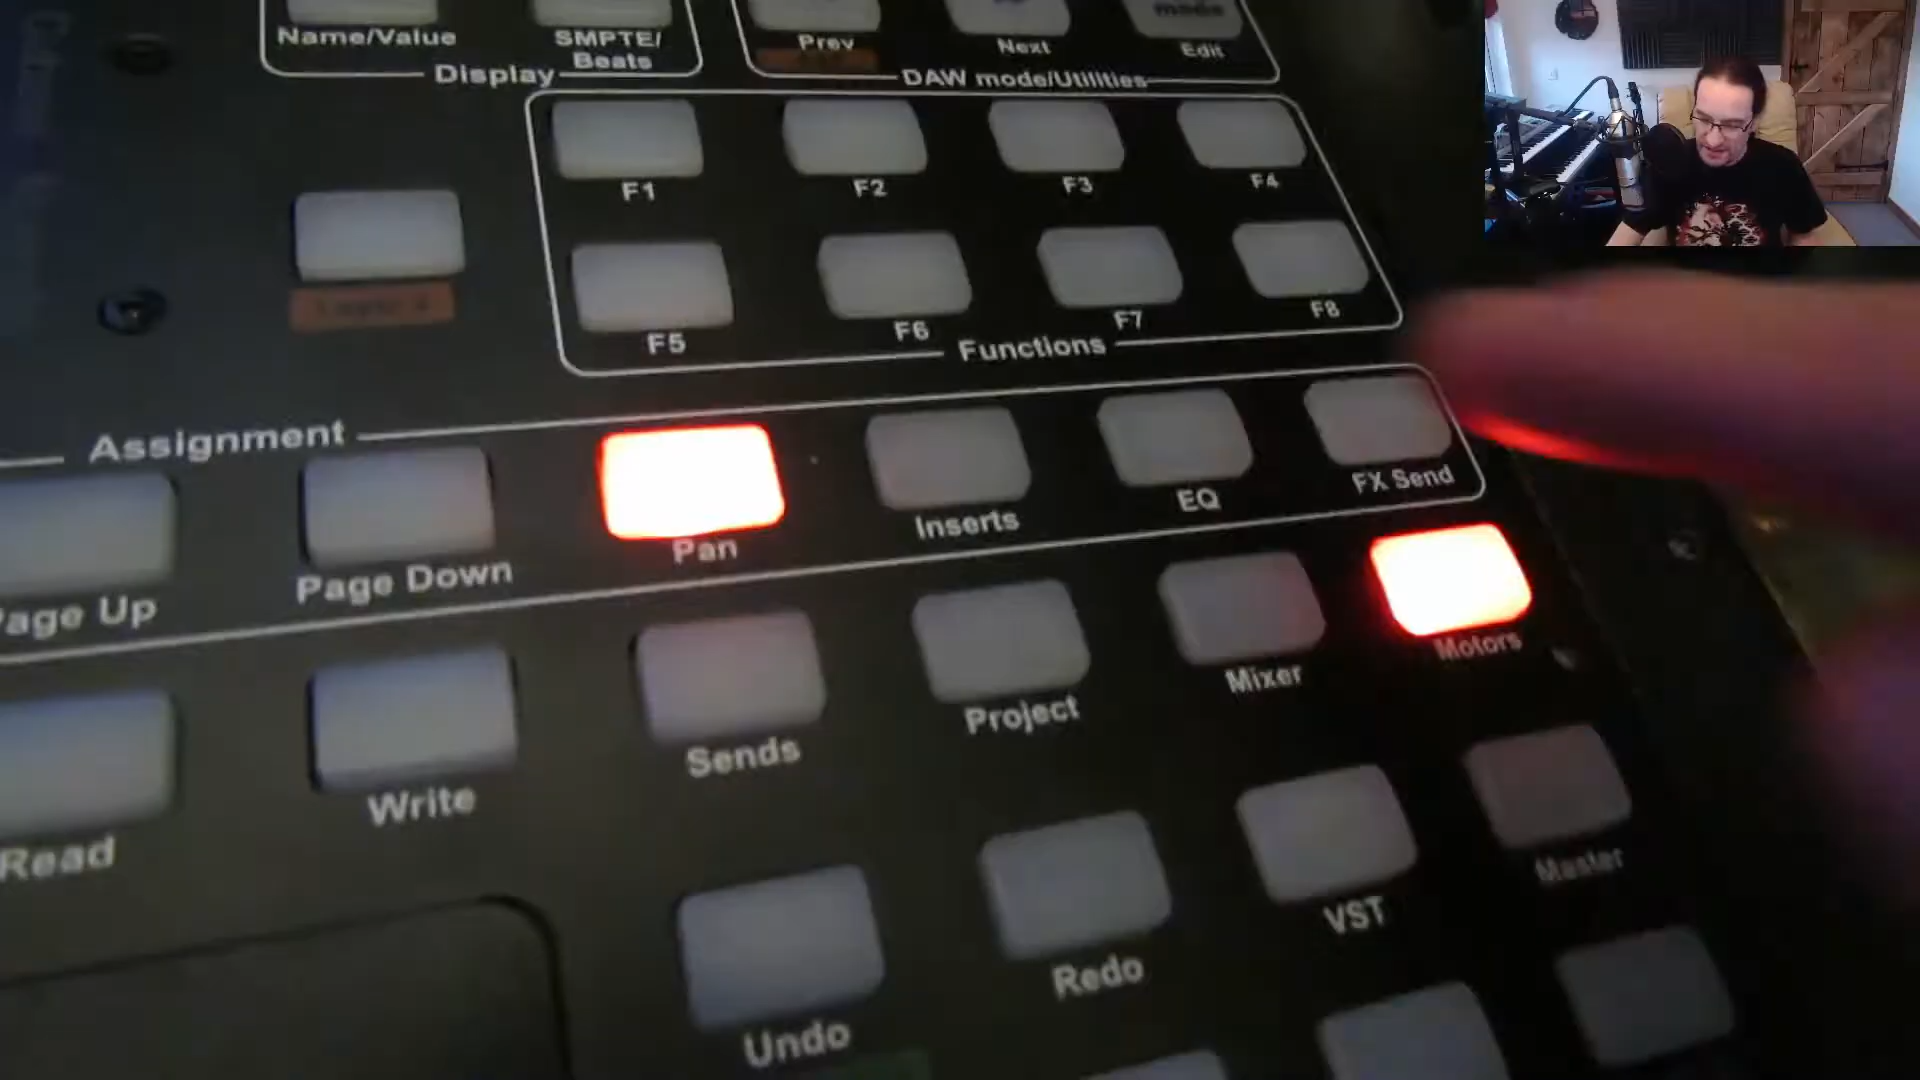 mode
Name/Value
SMPTE/
Beats
Prev
Next
Edit
Display
DAW mode/Utilities
F1
F2
F3
F4
F5
F6
F7
F8
Functions
Assignment
Page Up
Page Down
Pan
Inserts
EQ
FX Send
Read
Write
Sends
Project
Mixer
Motors
Undo
Redo
VST
Master